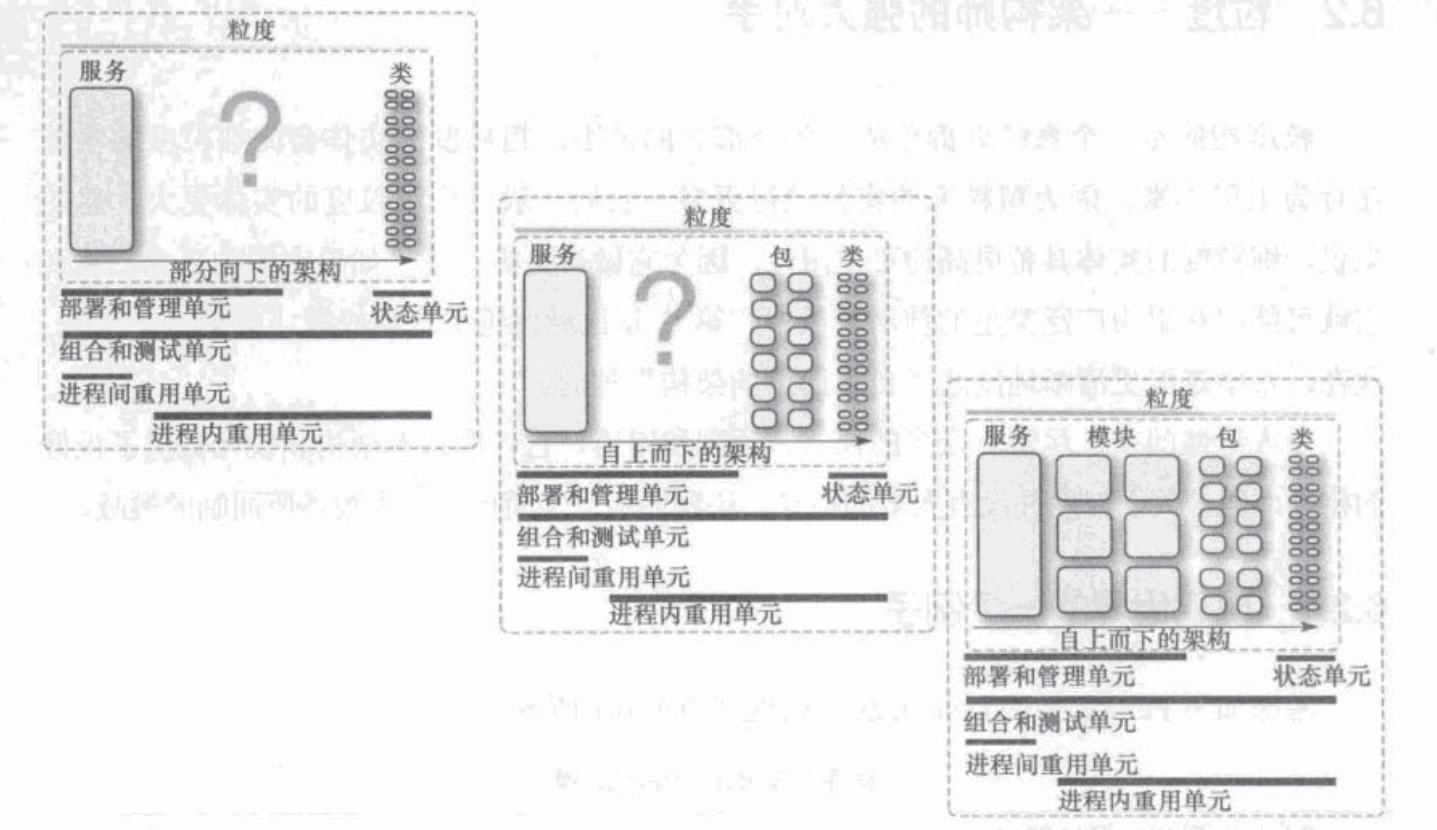 粒度
服务 类
?
部分向下的架构
部署和管理单元 状态单元
组合和测试单元
进程间重用单元
进程内重用单元
粒度
服务 包 类
?
自上而下的架构
部署和管理单元 状态单元
组合和测试单元
进程间重用单元
进程内重用单元
粒度
服务 模块 包 类
自上而下的架构
部署和管理单元 状态单元
组合和测试单元
进程间重用单元
进程内重用单元